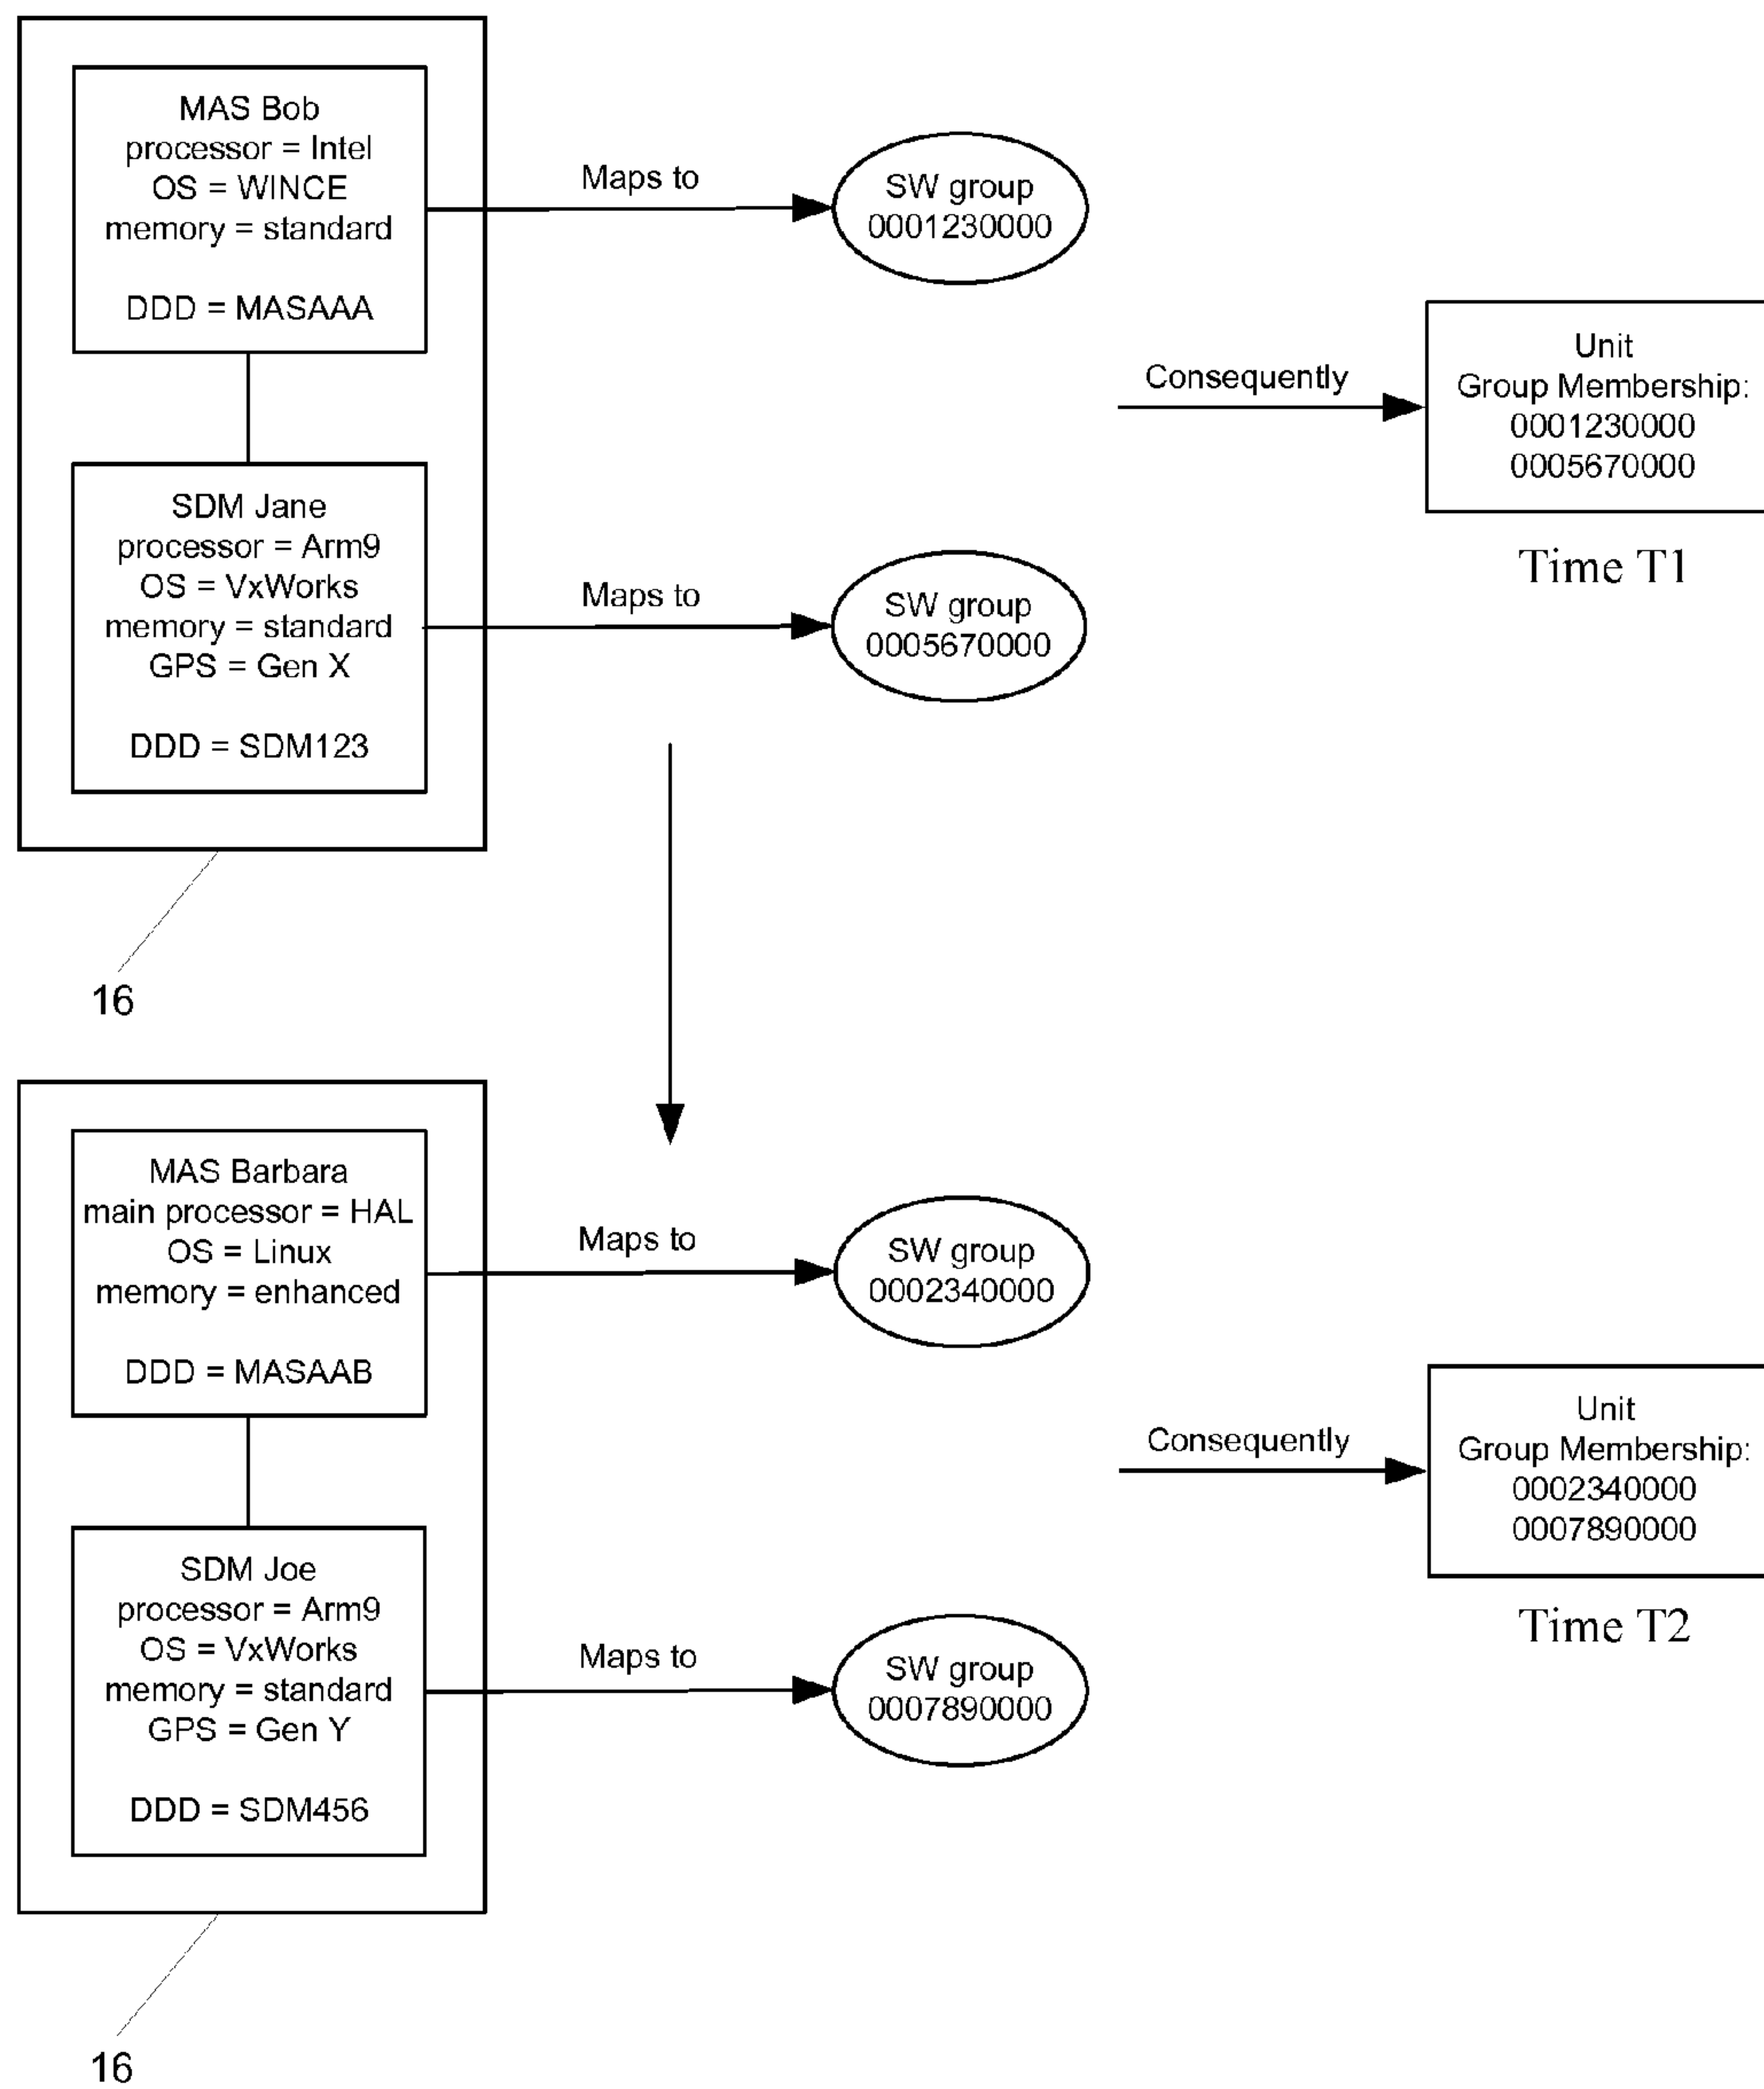 MAS Bob
processor = Intel
OS = WINCE
memory = standard
DDD = MASAAA
Maps to
SW group
0001230000
Consequently
Unit
Group Membership:
0001230000
0005670000
Time T1
SDM Jane
processor = Arm9
OS = VxWorks
memory = standard
GPS = Gen X
DDD = SDM123
Maps to
SW group
0005670000
16
MAS Barbara
main processor = HAL
OS = Linux
memory = enhanced
DDD = MASAAB
Maps to
SW group
0002340000
Consequently
Unit
Group Membership:
0002340000
0007890000
Time T2
SDM Joe
processor = Arm9
OS = VxWorks
memory = standard
GPS = Gen Y
DDD = SDM456
Maps to
SW group
0007890000
16